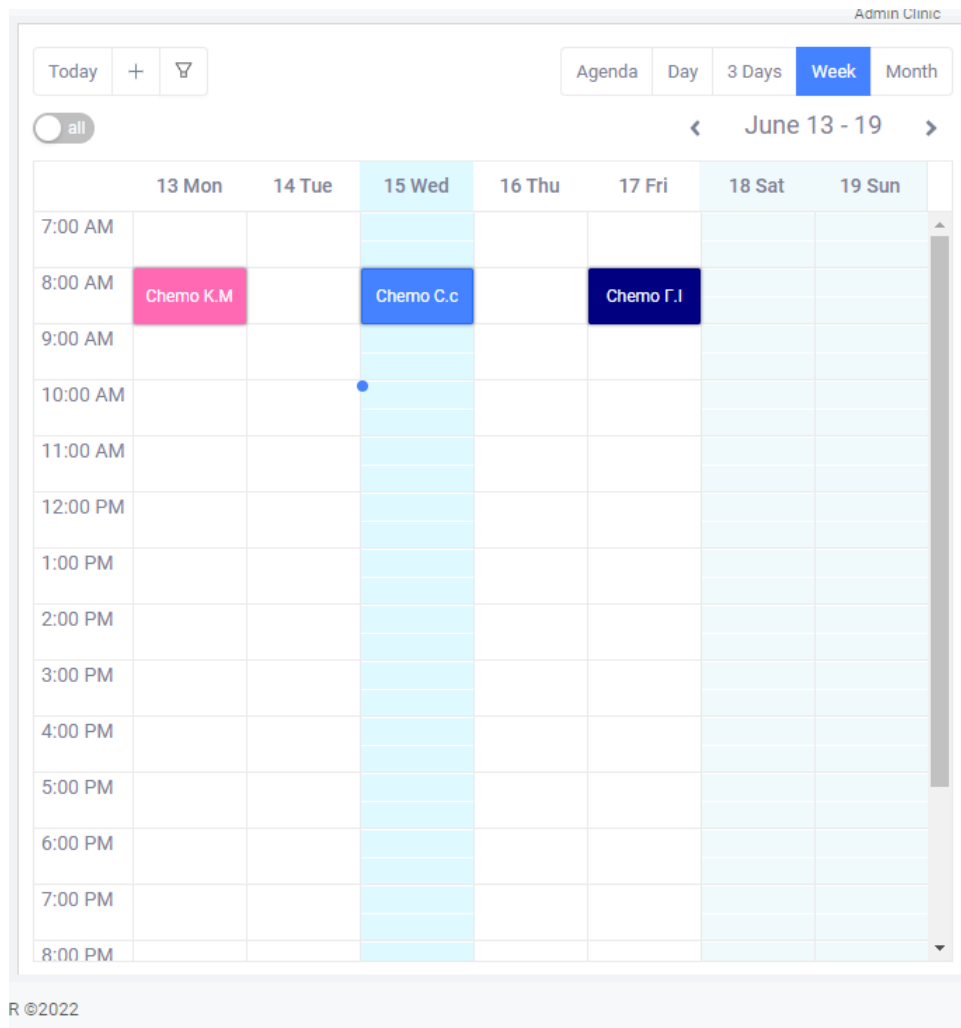 Admin Clinic
Today + Agenda Day 3 Days Week Month
all June 13 - 19
13 Mon 14 Tue 15 Wed 16 Thu 17 Fri 18 Sat 19 Sun
7:00 AM
8:00 AM
Chemo K.M Chemo C.c Chemo Γ.Ι
9:00 AM
10:00 AM
11:00 AM
12:00 PM
1:00 PM
2:00 PM
3:00 PM
4:00 PM
5:00 PM
6:00 PM
7:00 PM
8:00 PM
R ©2022